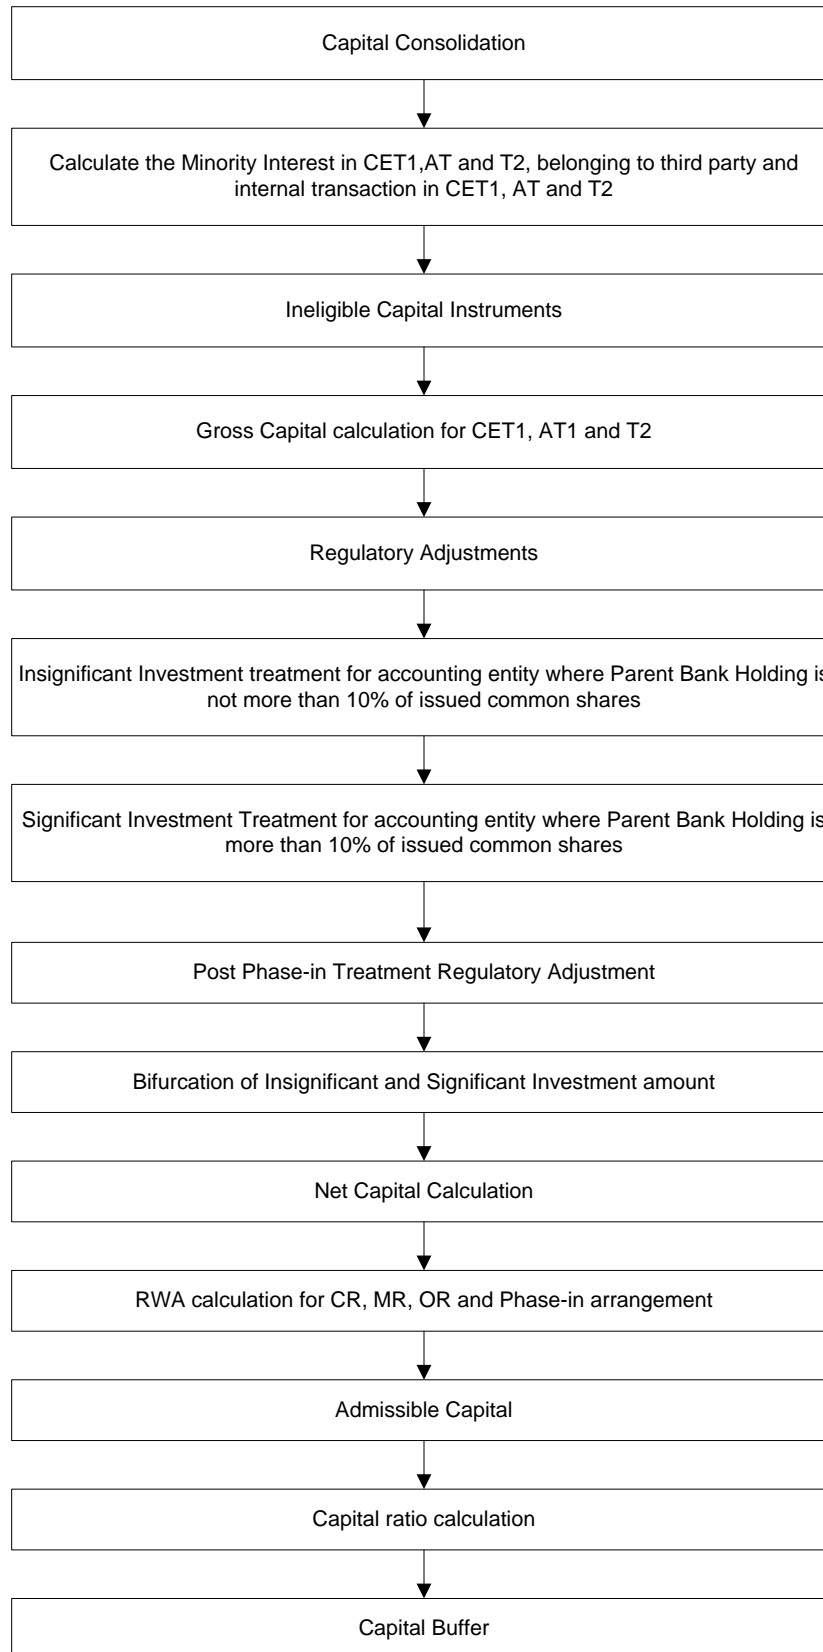 Capital Consolidation
Calculate the Minority Interest in CET1,AT and T2, belonging to third party and
internal transaction in CET1, AT and T2
Ineligible Capital Instruments
Gross Capital calculation for CET1, AT1 and T2
Regulatory Adjustments
Insignificant Investment treatment for accounting entity where Parent Bank Holding is
not more than 10% of issued common shares
Significant Investment Treatment for accounting entity where Parent Bank Holding is
more than 10% of issued common shares
Post Phase-in Treatment Regulatory Adjustment
Bifurcation of Insignificant and Significant Investment amount
Net Capital Calculation
RWA calculation for CR, MR, OR and Phase-in arrangement
Admissible Capital
Capital ratio calculation
Capital Buffer